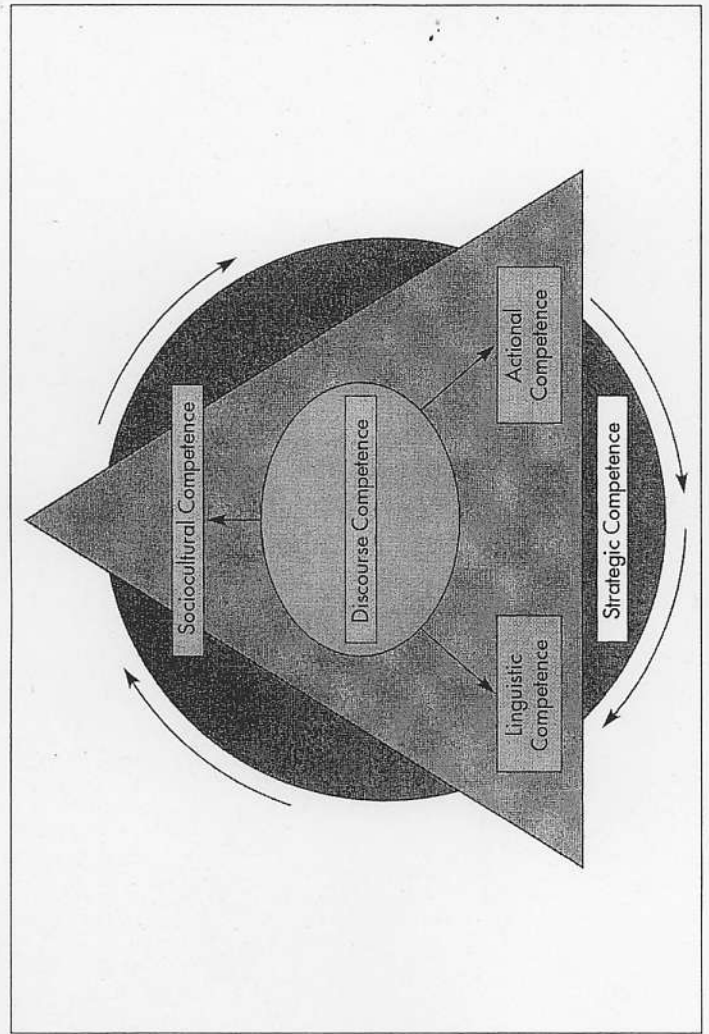 Sociocultural Competence
Discourse Competence
Linguistic
Competence
Actional
Competence
Strategic Competence